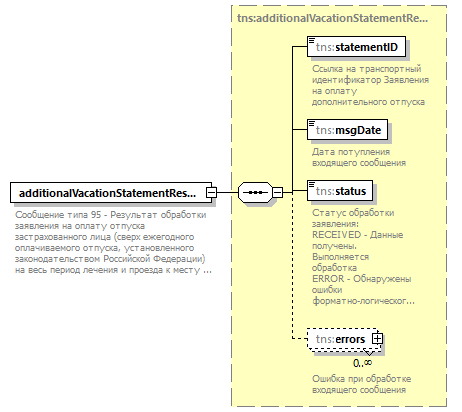 tns:additionalVacationStatementRe...
tns:statementID
Ссылка на транспортный
идентификатор Заявления
на оплату
дополнительного отпуска
tns:msgDate
Дата потупления
входящего сообщения
additionalVacationStatementRes...
Сообщение типа 95 - Результат обработки
заявления на оплату отпуска
застрахованного лица (сверх ежегодного
оплачиваемого отпуска, установленного
законодательством Российской Федерации)
на весь период лечения и проезда к месту ...
tns:status
Статус обработки
заявления:
RECEIVED - Данные
получены.
Выполняется
обработка
ERROR - Обнаружены
ошибки
форматно-логическог...
tns:errors
0..∞
Ошибка при обработке
входящего сообщения